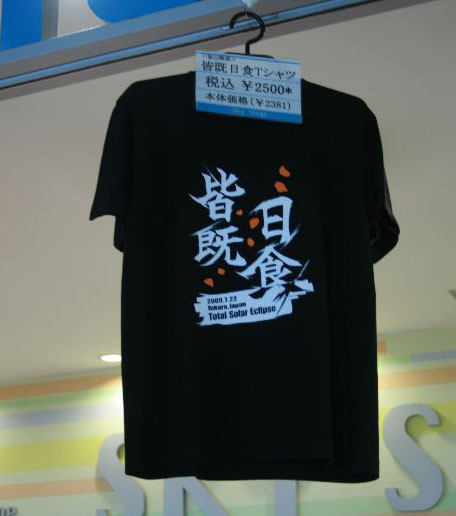 皆既日食Tシャツ
税込 ¥2500*
本体価格(¥2381)
皆既
日食
2009.7.22
Tokara,Japan
Total Solar Eclipse
SKY S